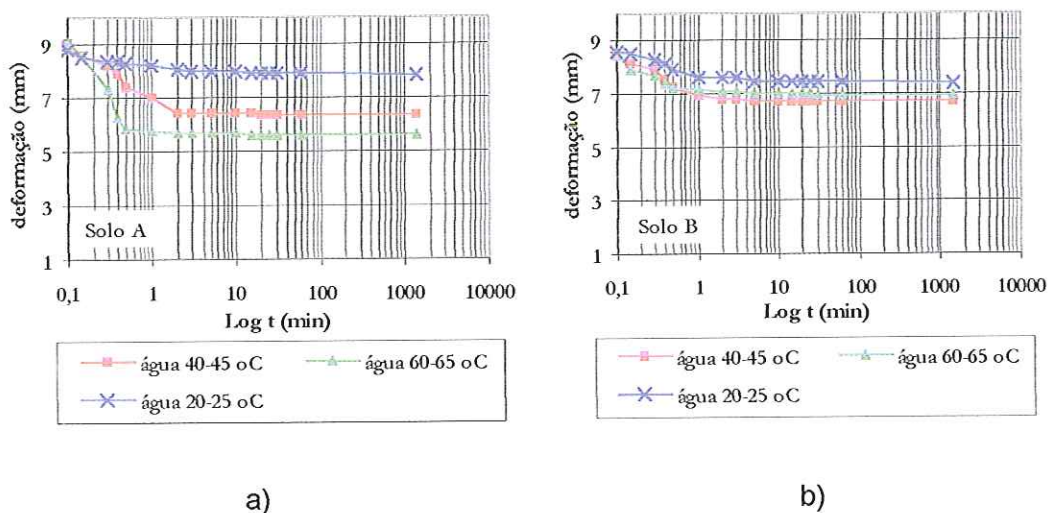 9
7
5
3
1
deformação (mm)
Solo A
0,1 1 10 100 1000 10000
Log t (min)
água 40-45 oC água 60-65 oC
água 20-25 oC
a)
9
7
5
3
1
deformação (mm)
Solo B
0,1 1 10 100 1000 10000
Log t (min)
água 40-45 oC água 60-65 oC
água 20-25 oC
b)